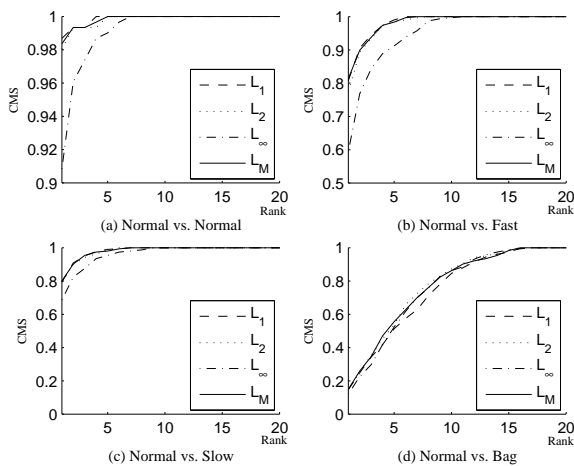 1
0.98
0.96
0.94
0.92
0.9
CMS
5 10 15 20
Rank
L1
L2
L∞
LM
(a) Normal vs. Normal
1
0.9
0.8
0.7
0.6
0.5
CMS
5 10 15 20
Rank
L1
L2
L∞
LM
(b) Normal vs. Fast
1
0.8
0.6
0.4
0.2
0
CMS
5 10 15 20
Rank
L1
L2
L∞
LM
(c) Normal vs. Slow
1
0.8
0.6
0.4
0.2
0
CMS
5 10 15 20
Rank
L1
L2
L∞
LM
(d) Normal vs. Bag